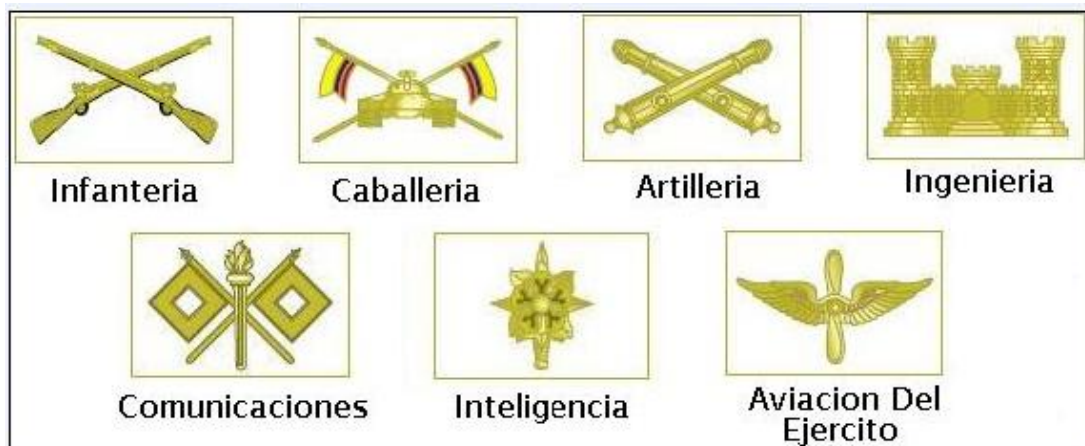 Infanteria
Caballeria
Artilleria
Ingenieria
Comunicaciones
Inteligencia
Aviacion Del
Ejercito